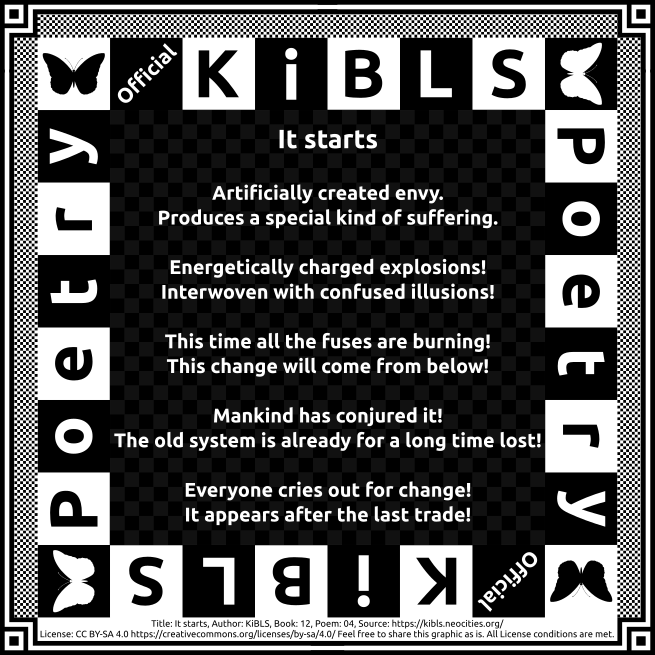 Official KiBLS
Poetry
Poetry
It starts
Artificially created envy.
Produces a special kind of suffering.
Energetically charged explosions!
Interwoven with confused illusions!
This time all the fuses are burning!
This change will come from below!
Mankind has conjured it!
The old system is already for a long time lost!
Everyone cries out for change!
It appears after the last trade!
Official KiBLS
Title: It starts, Author: KiBLS, Book: 12, Poem: 04, Source: https://kibls.neocities.org/
License: CC BY-SA 4.0 https://creativecommons.org/licenses/by-sa/4.0/ Feel free to share this graphic as is. All License conditions are met.